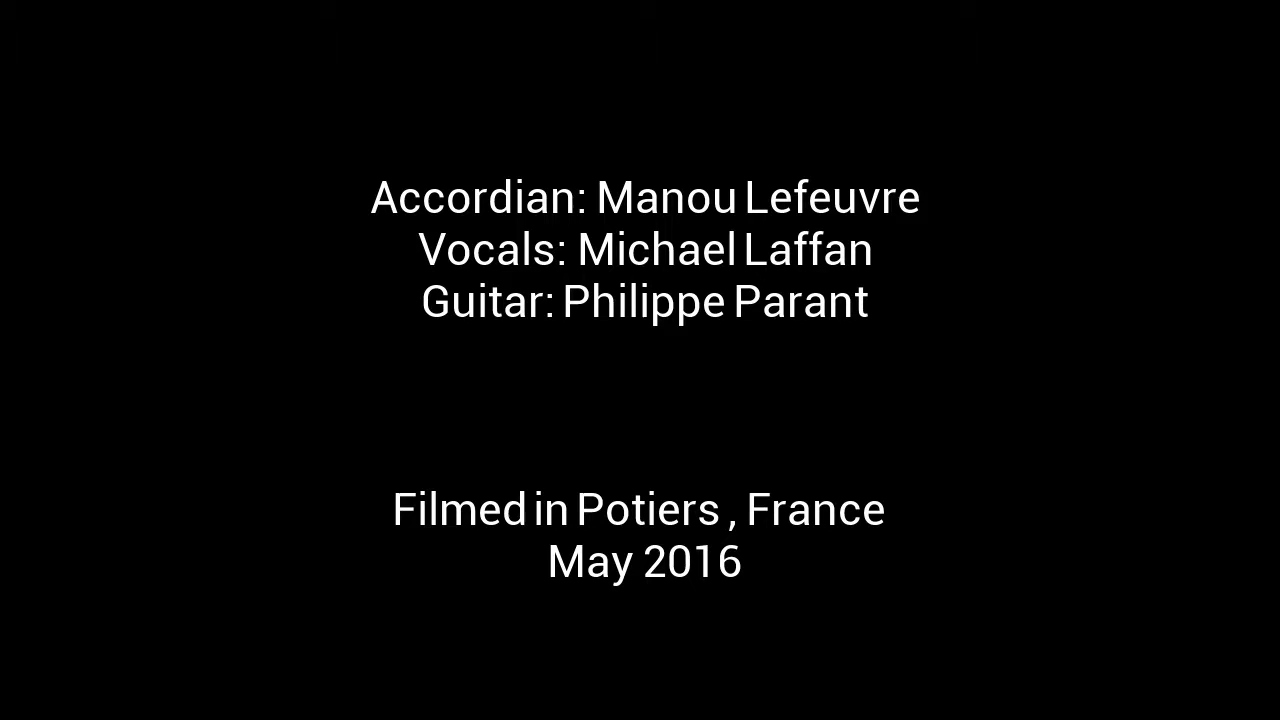 Accordian: Manou Lefeuvre
Vocals: Michael Laffan
Guitar: Philippe Parant
Filmed in Potiers , France
May 2016